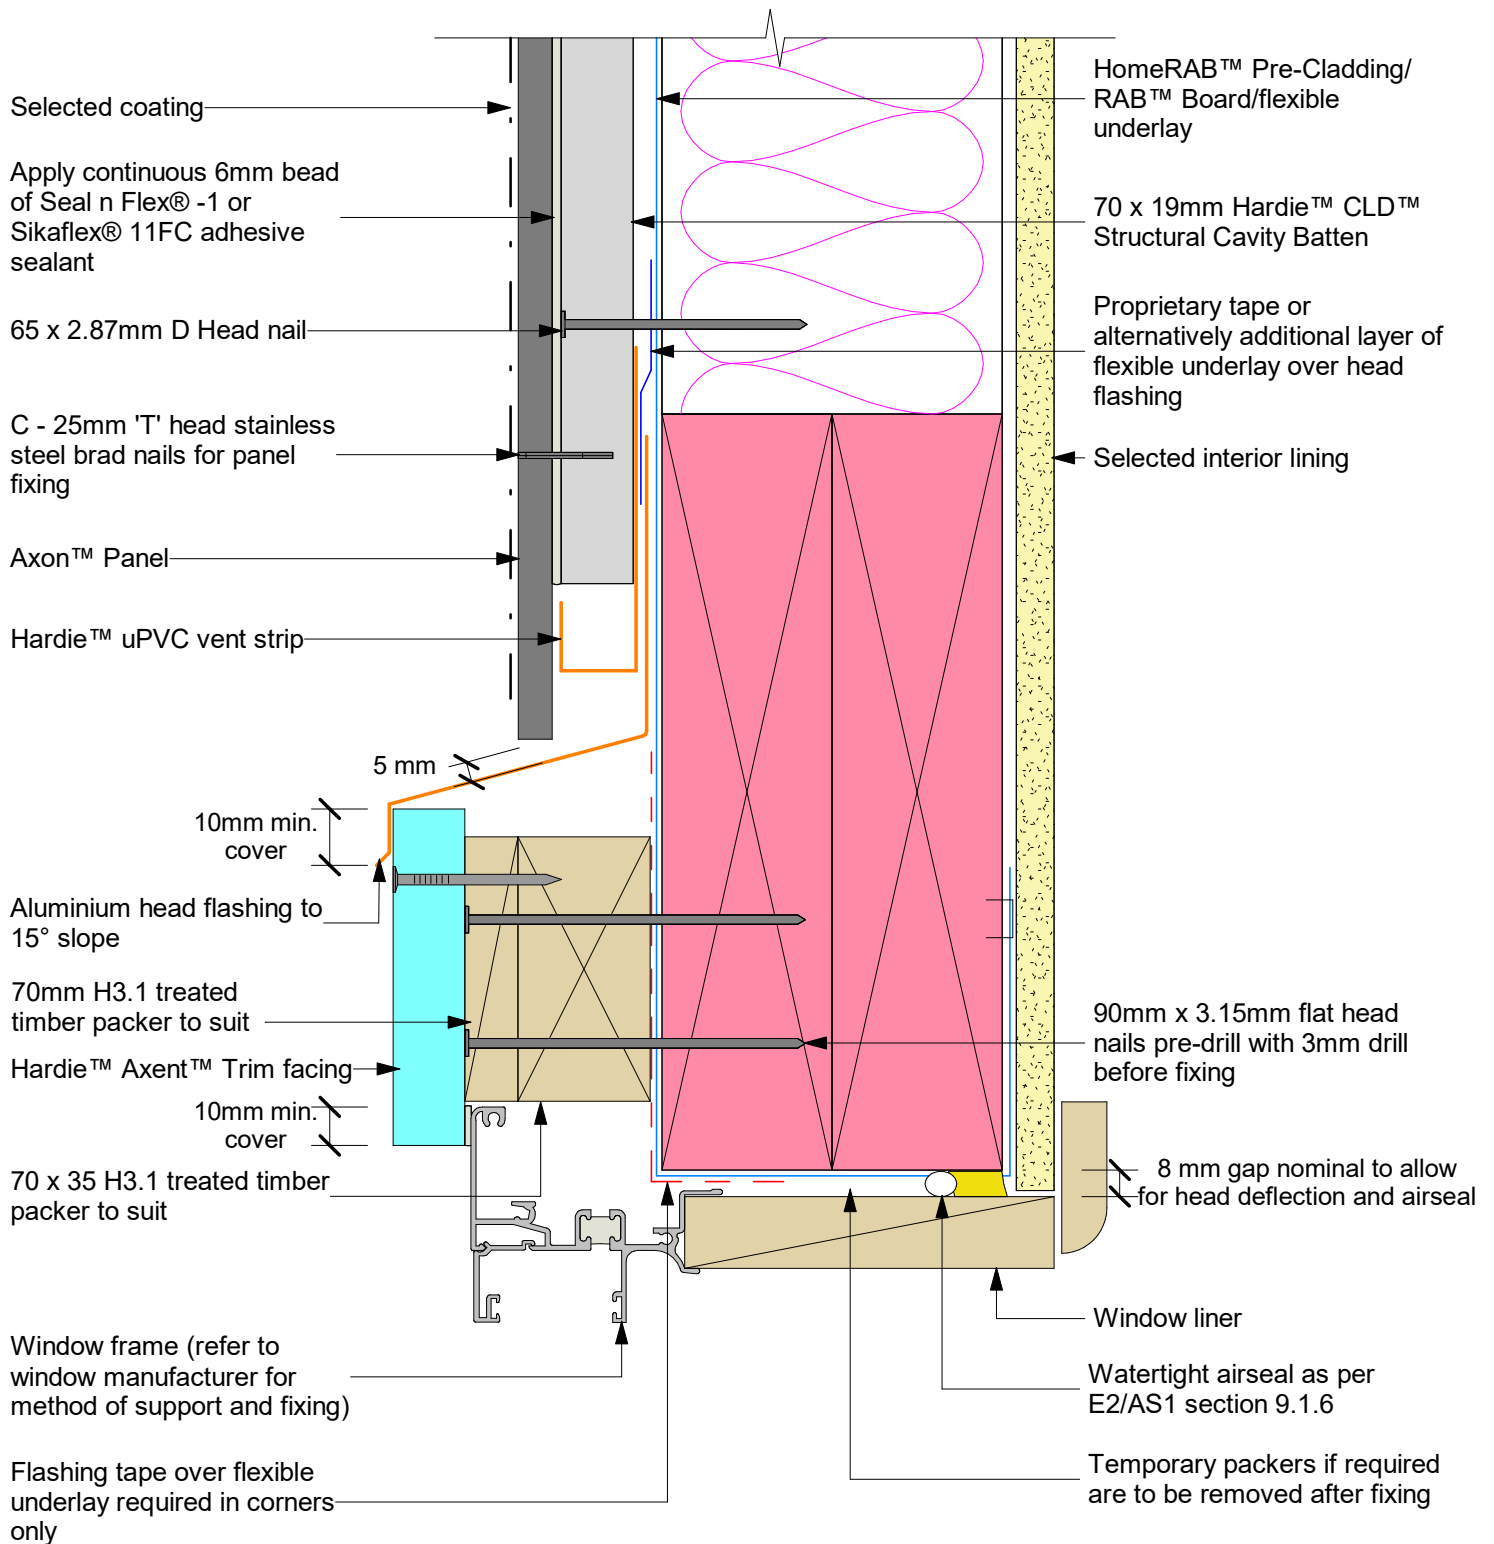 Selected coating
Apply continuous 6mm bead
of Seal n Flex® -1 or
Sikaflex® 11FC adhesive
sealant
65 x 2.87mm D Head nail
C - 25mm 'T' head stainless
steel brad nails for panel
fixing
Axon™ Panel
Hardie™ uPVC vent strip
5 mm
10mm min.
cover
Aluminium head flashing to
15° slope
70mm H3.1 treated
timber packer to suit
Hardie™ Axent™ Trim facing
10mm min.
cover
70 x 35 H3.1 treated timber
packer to suit
Window frame (refer to
window manufacturer for
method of support and fixing)
Flashing tape over flexible
underlay required in corners
only
HomeRAB™ Pre-Cladding/
RAB™ Board/flexible
underlay
70 x 19mm Hardie™ CLD™
Structural Cavity Batten
Proprietary tape or
alternatively additional layer of
flexible underlay over head
flashing
Selected interior lining
90mm x 3.15mm flat head
nails pre-drill with 3mm drill
before fixing
8 mm gap nominal to allow
for head deflection and airseal
Window liner
Watertight airseal as per
E2/AS1 section 9.1.6
Temporary packers if required
are to be removed after fixing